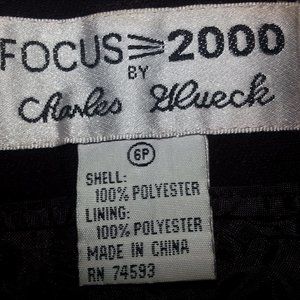 FOCUS 2000
BY
Charles Glueck
6P
SHELL:
100% POLYESTER
LINING:
100% POLYESTER
MADE IN CHINA
RN 74593